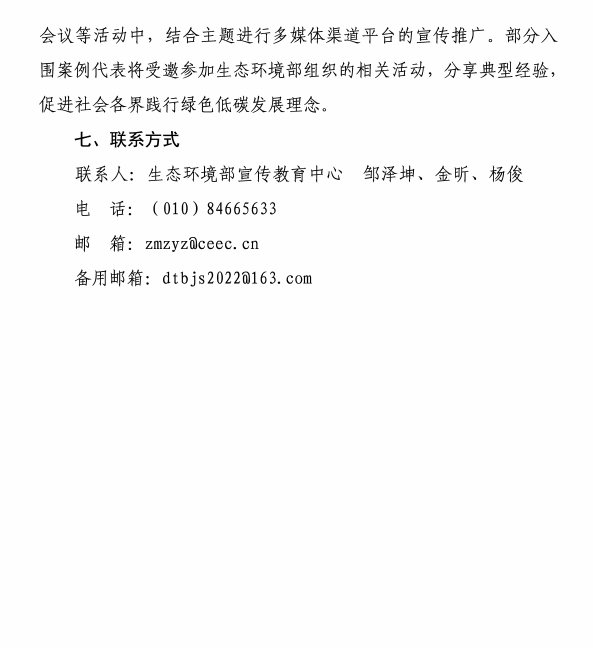 会议等活动中，结合主题进行多媒体渠道平台的宣传推广。部分入
围案例代表将受邀参加生态环境部组织的相关活动，分享典型经验，
促进社会各界践行绿色低碳发展理念。
七、联系方式
联系人：生态环境部宣传教育中心　邹泽坤、金昕、杨俊
电　话：（010）84665633
邮　箱：zmzyz@ceec.cn
备用邮箱：dtbjs2022@163.com